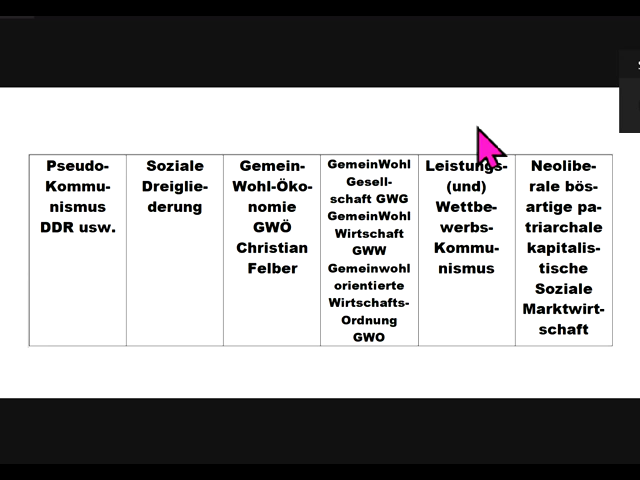 Pseudo-
Kommu-
nismus
DDR usw.
Soziale
Dreiglie-
derung
Gemein-
Wohl-Öko-
nomie
GWÖ
Christian
Felber
GemeinWohl
Gesell-
schaft GWG
GemeinWohl
Wirtschaft
GWW
Gemeinwohl
orientierte
Wirtschafts-
Ordnung
GWO
Leistungs-
(und)
Wettbe-
werbs-
Kommu-
nismus
Neolibe-
rale bös-
artige pa-
triarchale
kapitalis-
tische
Soziale
Marktwirt-
schaft